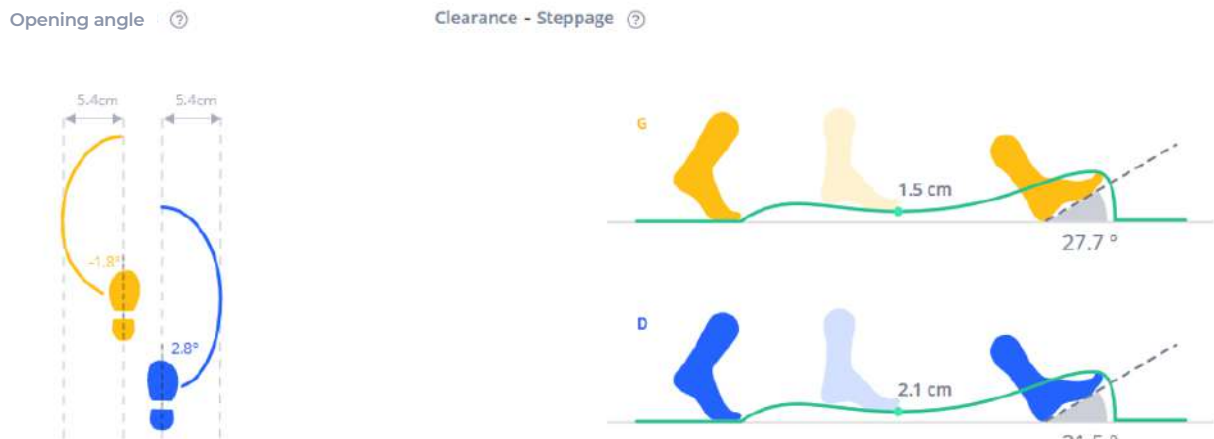 Opening angle ?
Clearance - Steppage ?
5.4cm 5.4cm
-1.8°
2.8°
G
1.5 cm
27.7 °
D
2.1 cm